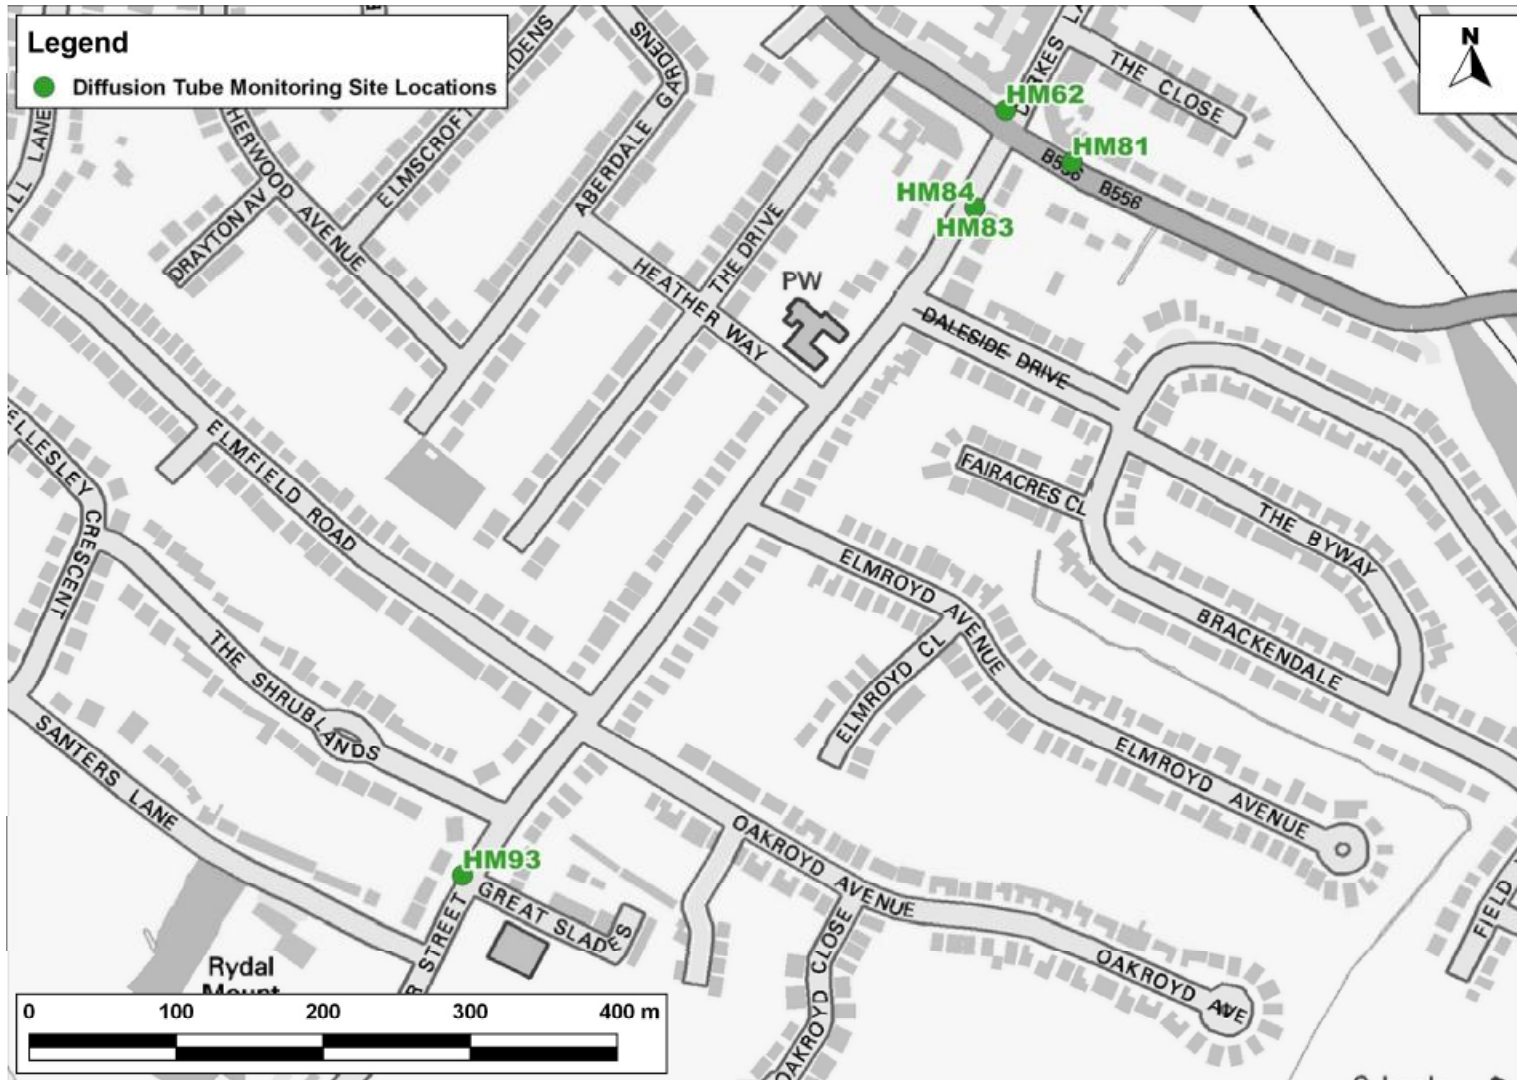 Legend
Diffusion Tube Monitoring Site Locations
N
HM62
THE CLOSE
HM81
B556
B556
HM84
HM83
ELMSCROFT
ABERDALE GARDENS
LANE
DRAYTON AV
AVENUE
THE DRIVE
HEATHER WAY
PW
DALESIDE DRIVE
FAIRACRES CL
THE BYWAY
BRACKENDALE
ELMFIELD ROAD
CRESCENT
ELMROYD AVENUE
ELMROYD CL
ELMROYD AVENUE
THE SHRUBLANDS
SANTERS LANE
HM93
GREAT SLADES
STREET
OAKROYD AVENUE
OAKROYD CLOSE
OAKROYD AVE
FIELD
Rydal
Mount
0 100 200 300 400 m